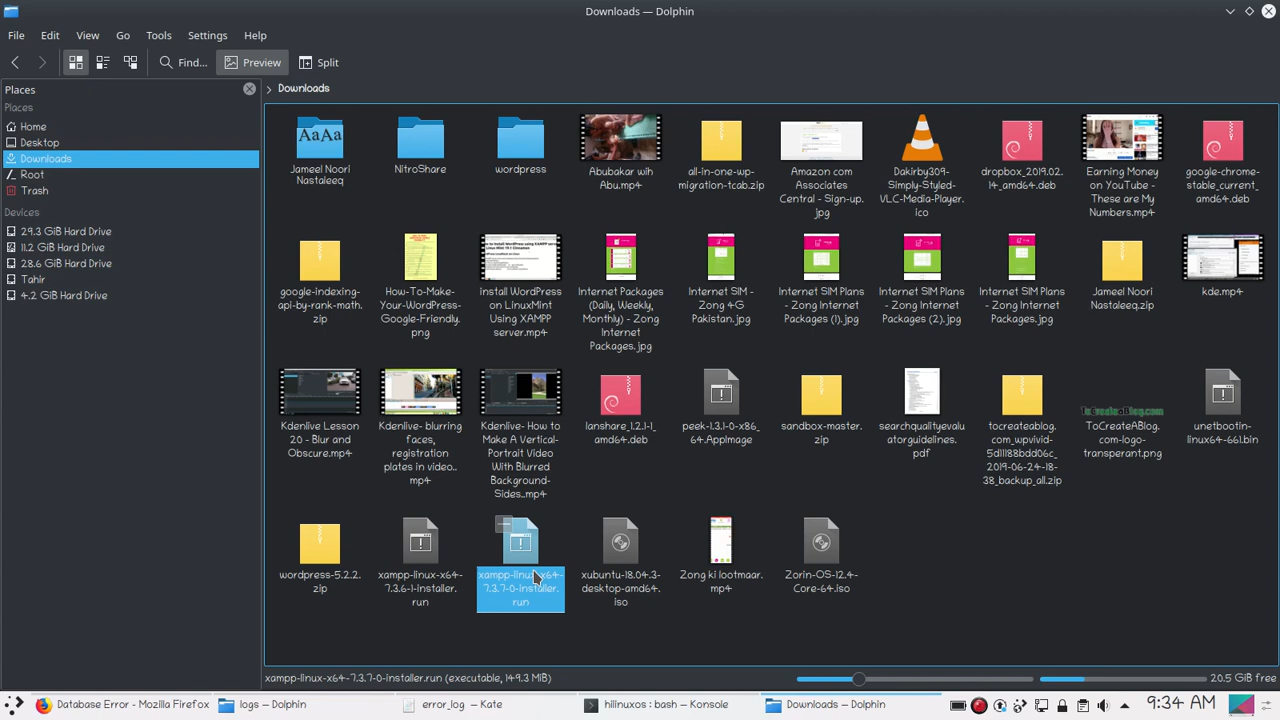 Downloads — Dolphin
File Edit View Go Tools Settings Help
Find... Preview Split
Places
Places
Home
Desktop
Downloads
Root
Trash
Devices
29.3 GiB Hard Drive
11.2 GiB Hard Drive
GiB Hard Drive
Tahir
4.2 GiB Hard Drive
Downloads
AaAa
Jameel Noori
Nastaleeq
NitroShare
wordpress
Abubakar wih
Abu.mp4
all-in-one-wp-
migration-tcab.zip
Amazon com
Associates
Central - Sign-up.
jpg
Dakirby309-
Simply-Styled-
VLC-Media-Player.
ico
dropbox_2019.02.
14_amd64.deb
Earning Money
on YouTube -
These are My
Numbers.mp4
google-chrome-
stable_current_
amd64.deb
google-indexing-
api-by-rank-math.
zip
How-To-Make-
Your-WordPress-
Google-Friendly.
png
install WordPress
on LinuxMint
Using XAMPP
server.mp4
Internet Packages
(Daily, Weekly,
Monthly) - Zong
Internet
Packages.jpg
Internet SIM -
Zong 4G
Pakistan.jpg
Internet SIM Plans
- Zong Internet
Packages (1).jpg
Internet SIM Plans
- Zong Internet
Packages (2).jpg
Internet SIM Plans
- Zong Internet
Packages.jpg
Jameel Noori
Nastaleeq.zip
kde.mp4
Kdenlive Lesson
20 - Blur and
Obscure.mp4
Kdenlive- blurring
faces,
registration
plates in video..
mp4
Kdenlive- How to
Make A Vertical-
Portrait Video
With Blurred
Background-
Sides...mp4
lanshare_1.2.1-1_
amd64.deb
peek-1.3.1-0-x86_
64.AppImage
sandbox-master.
zip
searchqualityevalu
atorguidelines.
pdf
tocreateablog.
com_wpvivid-
5d11188bdd06c_
2019-06-24-18-
38_backup_all.zip
ToCreateABlog.
com-logo-
transperant.png
unetbootin-
linux64-661.bin
wordpress-5.2.2.
zip
xampp-linux-x64-
7.3.6-1-installer.
run
xampp-linux-x64-
7.3.7-0-installer.
run
xubuntu-18.04.3-
desktop-amd64.
iso
Zong ki lootmaar.
mp4
Zorin-OS-12.4-
Core-64.iso
xampp-linux-x64-7.3.7-0-installer.run (executable, 149.3 MiB)
20.5 GiB free
Database Error - Mozilla Firefox
logs — Dolphin
error_log — Kate
hilinuxos : bash — Konsole
Downloads — Dolphin
9:34 AM